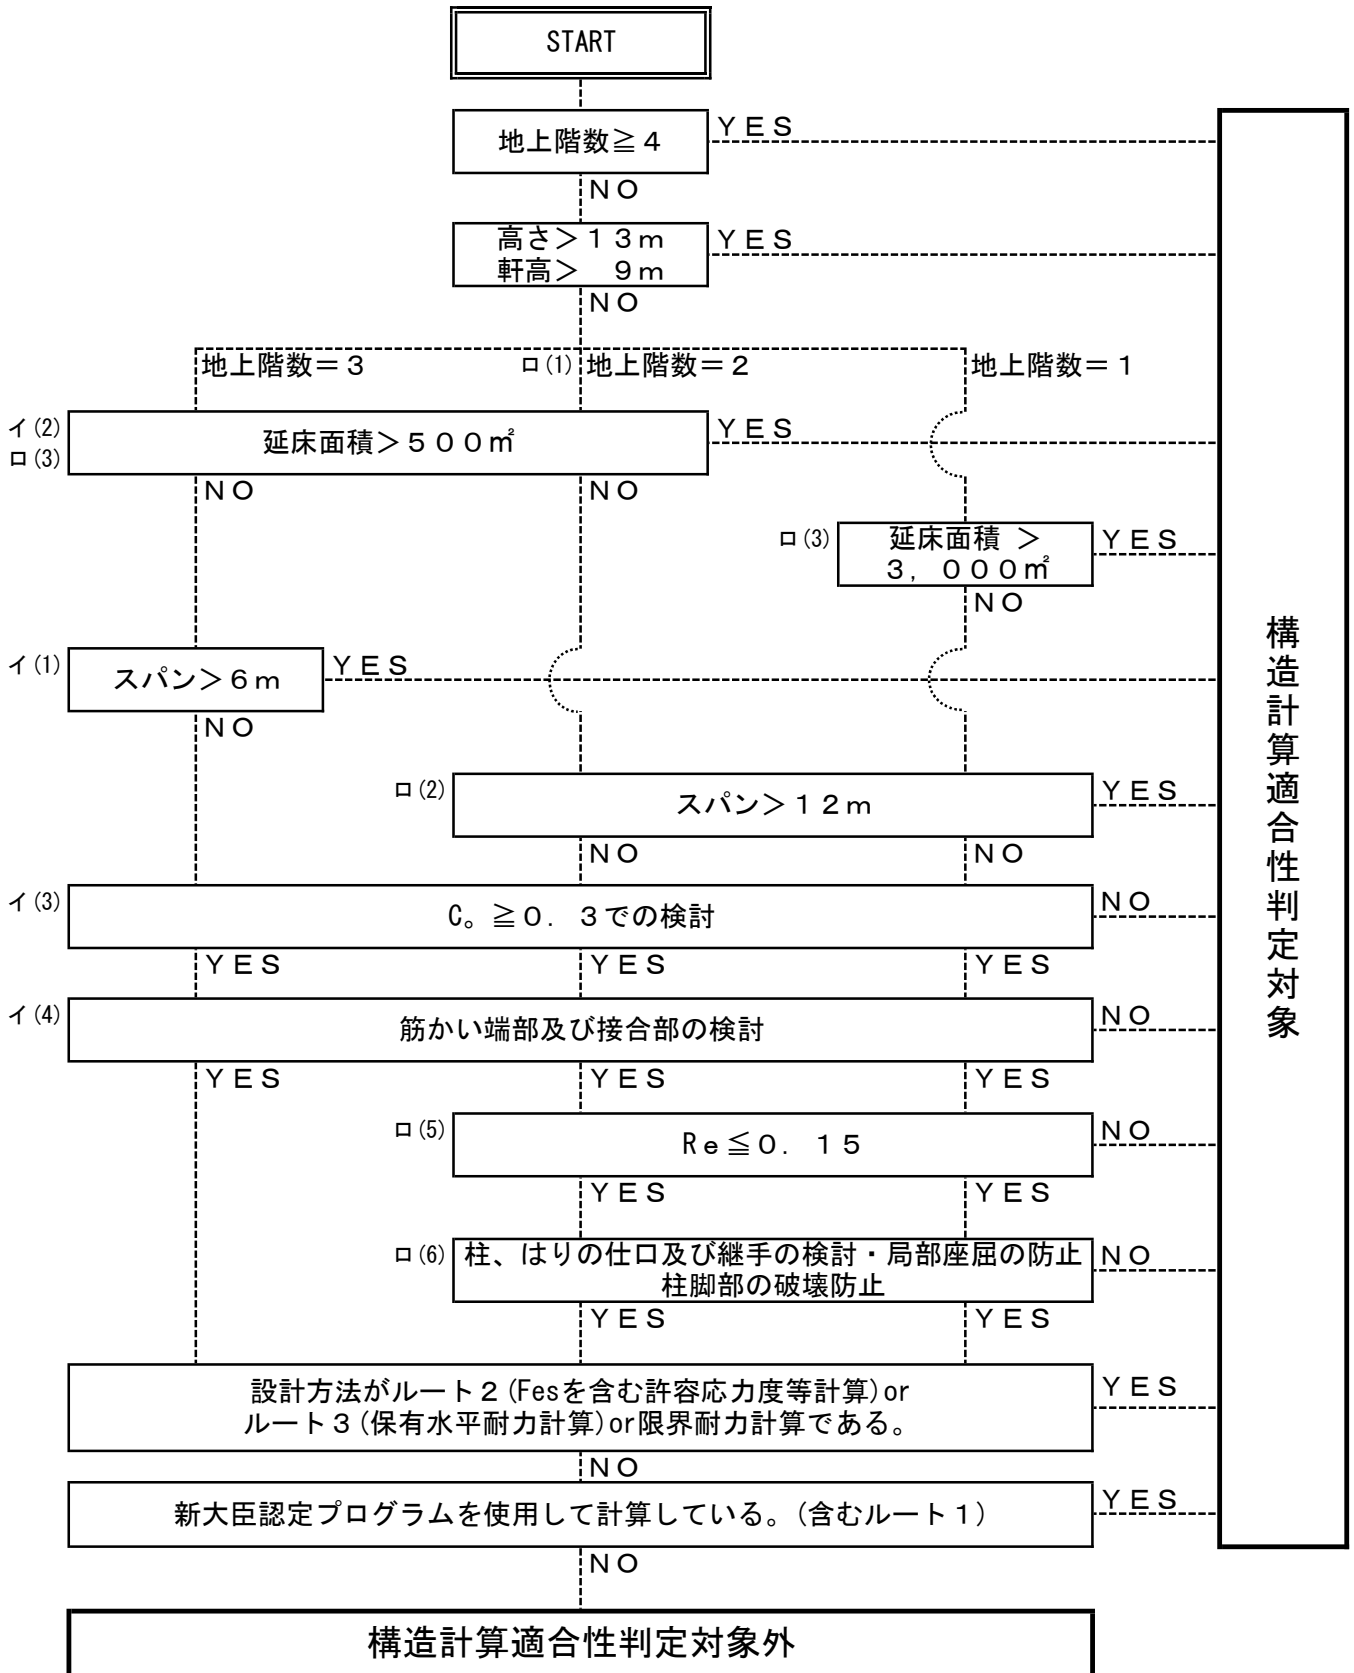 START
地上階数≧4
YES
NO
高さ>13m
軒高> 9m
YES
NO
地上階数=3
ロ(1)
地上階数=2
地上階数=1
イ(2)
ロ(3)
延床面積>500㎡
YES
NO
NO
ロ(3)
延床面積 >
3,000㎡
YES
NO
イ(1)
スパン>6m
YES
NO
ロ(2)
スパン>12m
YES
NO
NO
イ(3)
C。≧0.3での検討
NO
YES
YES
YES
イ(4)
筋かい端部及び接合部の検討
NO
YES
YES
YES
ロ(5)
Re≦0.15
NO
YES
YES
ロ(6)
柱、はりの仕口及び継手の検討・局部座屈の防止
柱脚部の破壊防止
NO
YES
YES
設計方法がルート2(Fesを含む許容応力度等計算)or
ルート3(保有水平耐力計算)or限界耐力計算である。
YES
NO
新大臣認定プログラムを使用して計算している。(含むルート1)
YES
NO
構造計算適合性判定対象外
構造計算適合性判定対象